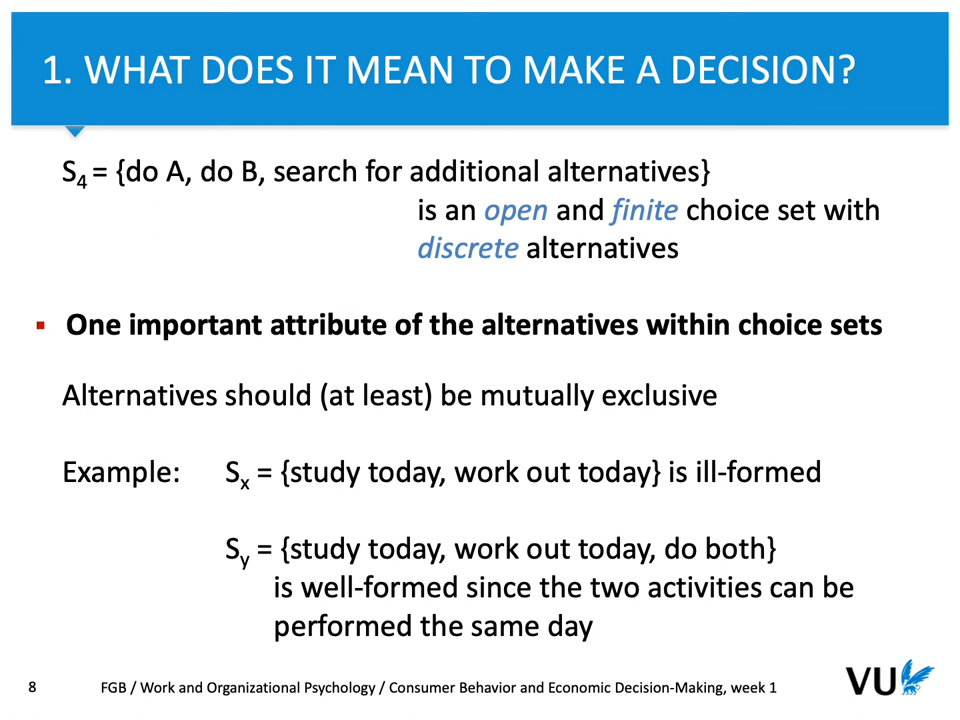 1. WHAT DOES IT MEAN TO MAKE A DECISION?
S4 = {do A, do B, search for additional alternatives}
is an open and finite choice set with
discrete alternatives
▪ One important attribute of the alternatives within choice sets
Alternatives should (at least) be mutually exclusive
Example: Sx = {study today, work out today} is ill-formed
Sy = {study today, work out today, do both}
is well-formed since the two activities can be
performed the same day
8 FGB / Work and Organizational Psychology / Consumer Behavior and Economic Decision-Making, week 1
VU